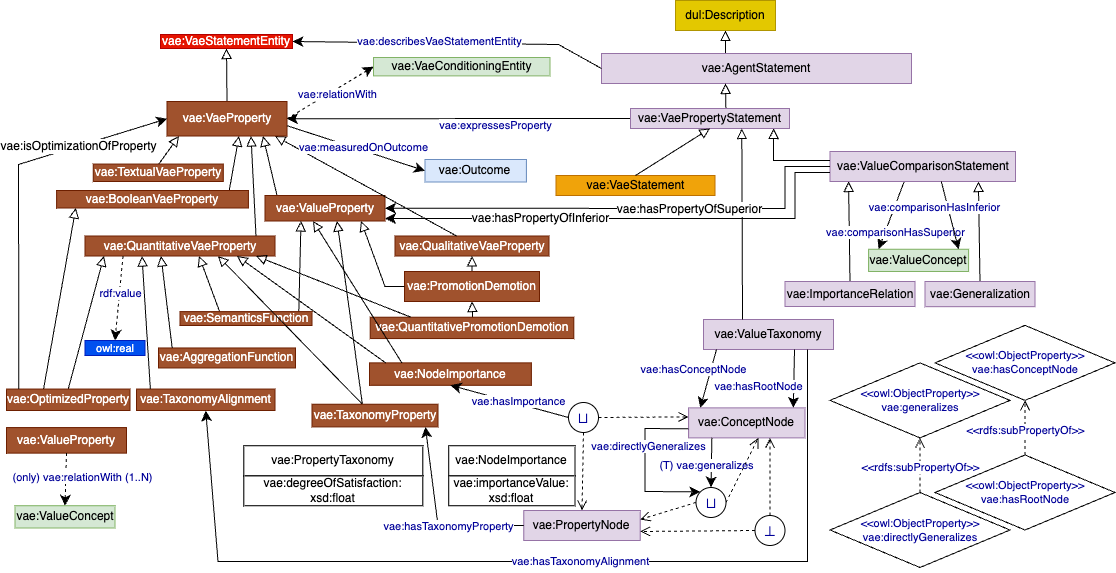 dul:Description
vae:VaeStatementEntity
vae:describesVaeStatementEntity
vae:VaeConditioningEntity
vae:AgentStatement
vae:relationWith
vae:VaeProperty
vae:expressesProperty
vae:VaePropertyStatement
vae:isOptimizationOfProperty
vae:measuredOnOutcome
vae:TextualVaeProperty
vae:Outcome
vae:VaeStatement
vae:ValueComparisonStatement
vae:BooleanVaeProperty
vae:ValueProperty
vae:hasPropertyOfSuperior
vae:hasPropertyOfInferior
vae:comparisonHasInferior
vae:comparisonHasSuperior
vae:QuantitativeVaeProperty
vae:QualitativeVaeProperty
vae:ValueConcept
rdf:value
vae:PromotionDemotion
vae:ImportanceRelation
vae:Generalization
vae:SemanticsFunction
vae:QuantitativePromotionDemotion
vae:ValueTaxonomy
owl:real
vae:AggregationFunction
vae:NodeImportance
vae:hasConceptNode
vae:hasRootNode
<<owl:ObjectProperty>>
vae:hasConceptNode
vae:OptimizedProperty
vae:TaxonomyAlignment
vae:hasImportance
<<owl:ObjectProperty>>
vae:generalizes
vae:TaxonomyProperty
⊔
vae:ConceptNode
<<rdfs:subPropertyOf>>
vae:ValueProperty
vae:directlyGeneralizes
vae:PropertyTaxonomy
vae:NodeImportance
(T) vae:generalizes
<<rdfs:subPropertyOf>>
(only) vae:relationWith (1..N)
vae:degreeOfSatisfaction:
xsd:float
vae:importanceValue:
xsd:float
⊔
<<owl:ObjectProperty>>
vae:hasRootNode
vae:ValueConcept
vae:hasTaxonomyProperty
vae:PropertyNode
⊥
<<owl:ObjectProperty>>
vae:directlyGeneralizes
vae:hasTaxonomyAlignment